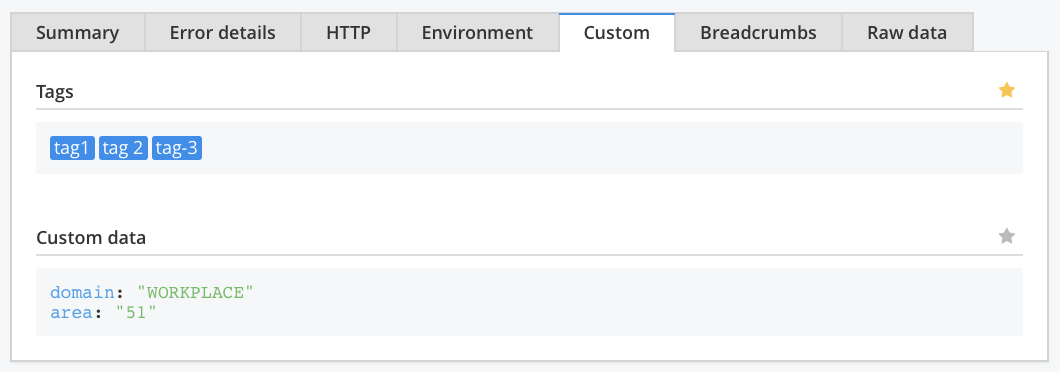 Summary Error details HTTP Environment Custom Breadcrumbs Raw data
Tags
tag1 tag 2 tag-3
Custom data
domain: "WORKPLACE"
area: "51"